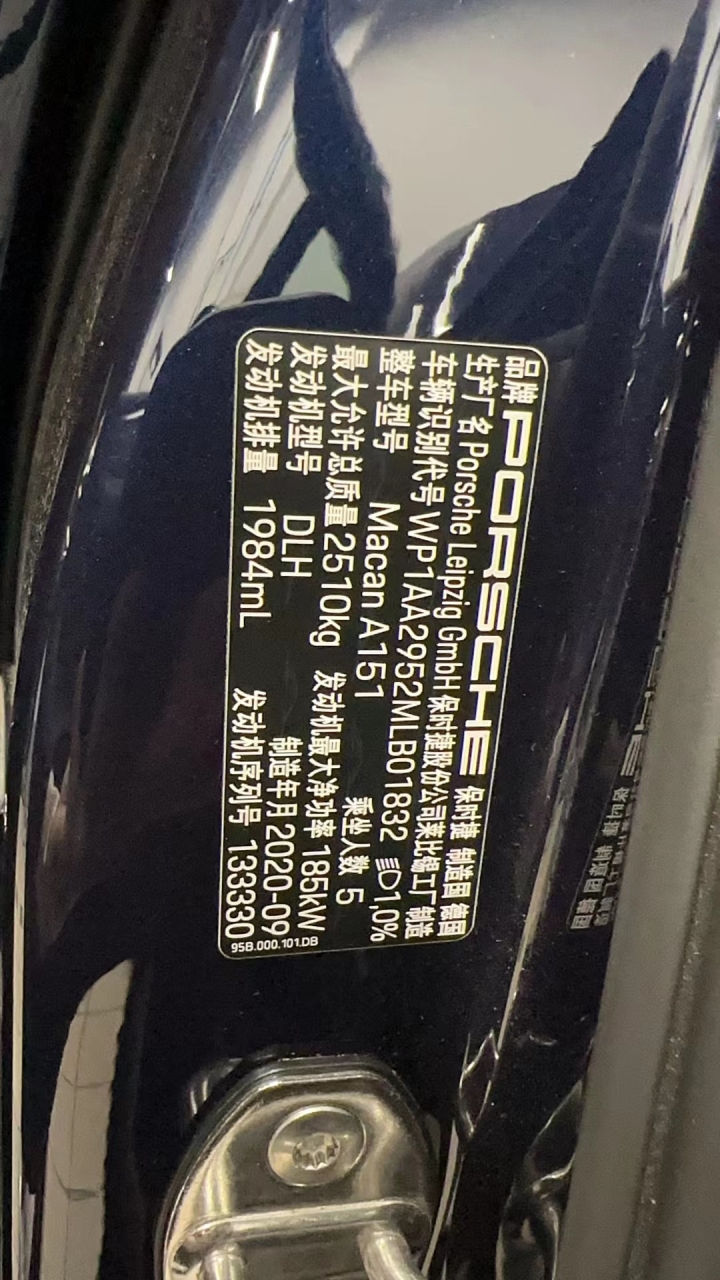 品牌 PORSCHE 保时捷 制造国 德国
生产厂名 Porsche Leipzig GmbH 保时捷股份公司莱比锡工厂 制造
车辆识别代号 WP1AA2952MLB01832 1,0%
整车型号 Macan A151 乘坐人数 5
最大允许总质量 2510kg 发动机最大净功率 185kW
发动机型号 DLH 制造年月 2020-09
发动机排量 1984mL 发动机序列号 133330
95B.000.101.DB